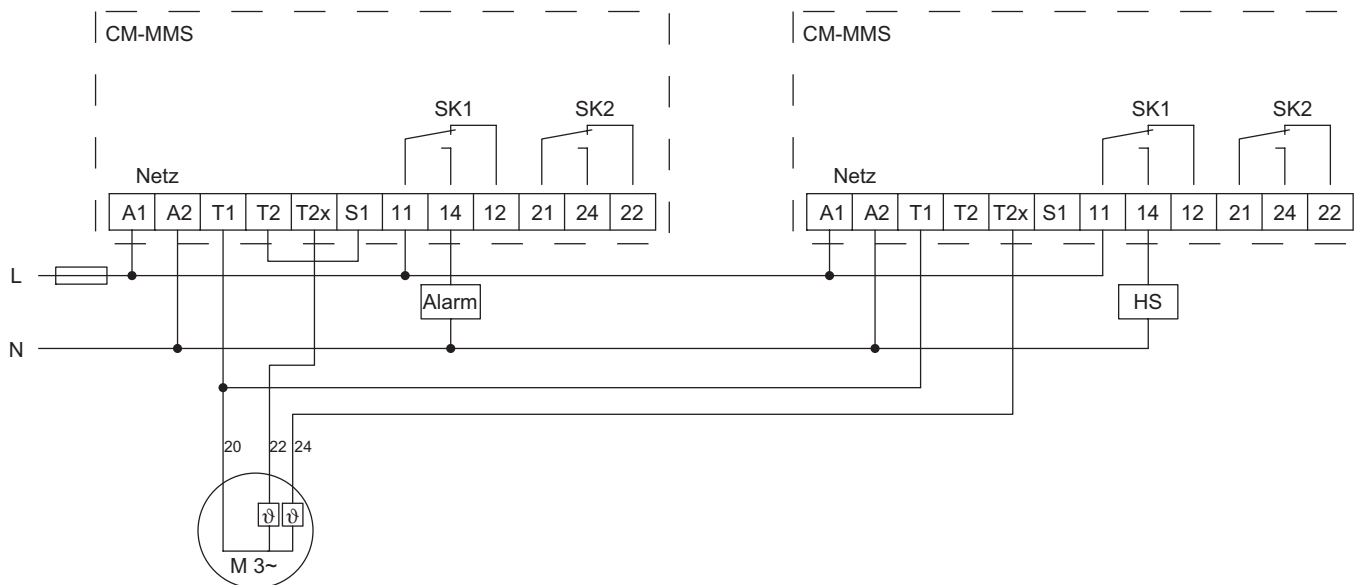 CM-MMS
CM-MMS
SK1 SK2
SK1 SK2
Netz
Netz
A1 A2 T1 T2 T2x S1 11 14 12 21 24 22
A1 A2 T1 T2 T2x S1 11 14 12 21 24 22
L
Alarm
HS
N
20 22 24
ϑ ϑ
M 3~